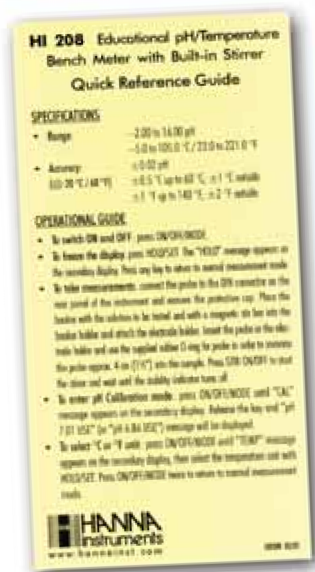 HI 208 Educational pH/Temperature
Bench Meter with Built-in Stirrer
Quick Reference Guide
SPECIFICATIONS
• Range -2.00 to 16.00 pH
-5.0 to 105.0 °C / 23.0 to 221.0 °F
• Accuracy ±0.02 pH
(@ 20 °C / 68 °F) ±0.5 °C up to 60 °C, ±1 °C outside
±1 °F up to 140 °F, ±2 °F outside
OPERATIONAL GUIDE
• To switch ON and OFF: press ON/OFF/MODE.
• To freeze the display: press HOLD/SET. The "HOLD" message appears on
the secondary display. Press any key to return to normal measurement mode.
• To take measurements: connect the probe to the DIN connector on the
rear panel of the instrument and remove the protective cap. Place the
beaker with the solution to be tested and with a magnetic stir bar into the
beaker holder and attach the electrode holder. Insert the probe in the elec-
trode holder and use the supplied rubber O-ring for probe in order to immerse
the probe approx. 4 cm (1½") into the sample. Press STIR ON/OFF to start
the stirrer and wait until the stability indicator turns off.
• To enter pH Calibration mode: press ON/OFF/MODE until "CAL"
message appears on the secondary display. Release the key and "pH
7.01 USE" (or "pH 6.86 USE") message will be displayed.
• To select °C or °F unit: press ON/OFF/MODE until "TEMP" message
appears on the secondary display, then select the temperature unit with
HOLD/SET. Press ON/OFF/MODE twice to return to normal measurement
mode.
HANNA
instruments
www.hannainst.com